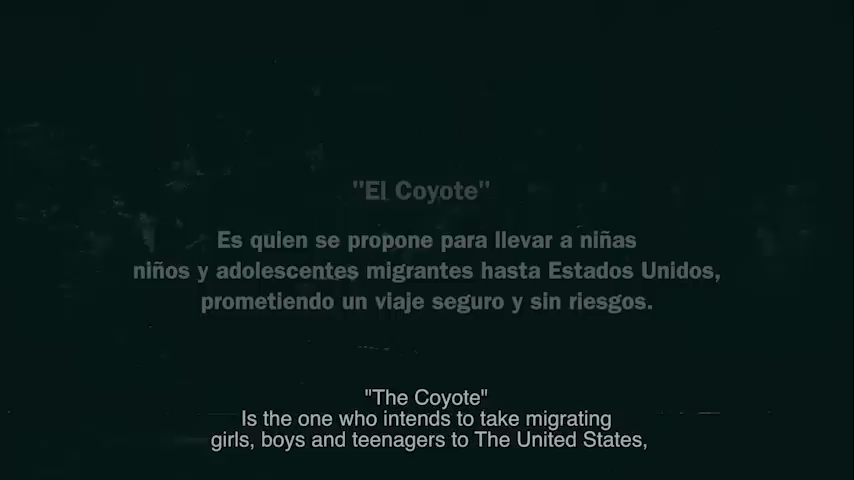 "El Coyote"
Es quien se propone para llevar a niñas
niños y adolescentes migrantes hasta Estados Unidos,
prometiendo un viaje seguro y sin riesgos.
"The Coyote"
Is the one who intends to take migrating
girls, boys and teenagers to The United States,